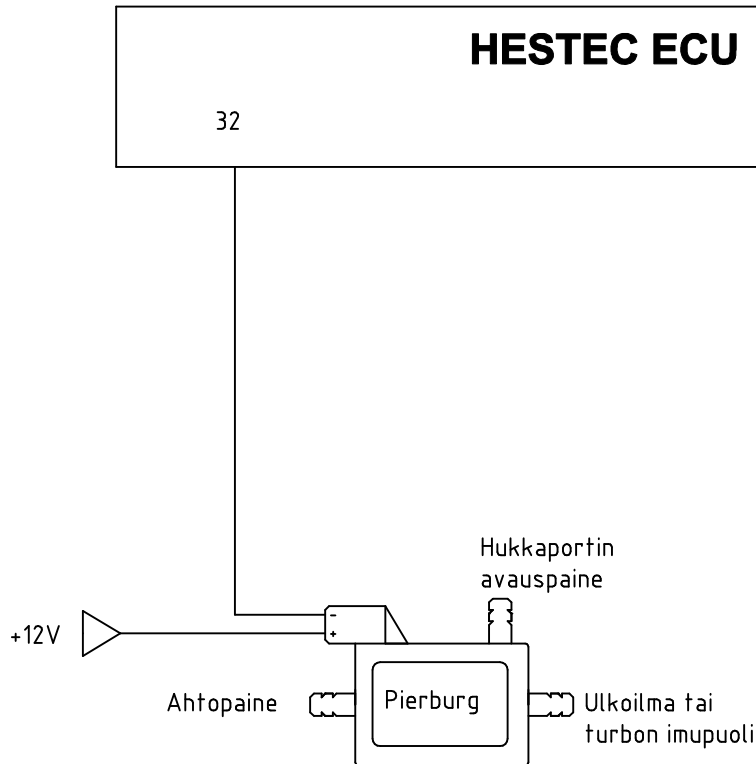 HESTEC ECU
32
Hukkaportin
avauspaine
-
+12V
+
Ahtopaine
Pierburg
Ulkoilma tai
turbon imupuoli